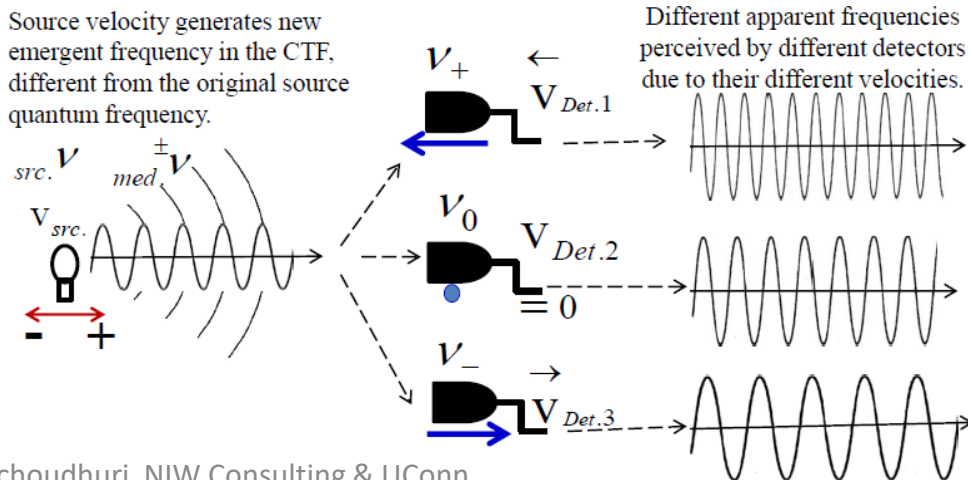 Source velocity generates new
emergent frequency in the CTF,
different from the original source
quantum frequency.
src. ν
med. ± ν
V src.
- +
ν+ ←
V Det.1
ν0
V Det.2
≡ 0
ν- →
V Det.3
Different apparent frequencies
perceived by different detectors
due to their different velocities.
choudhuri, NIW Consulting & UConn